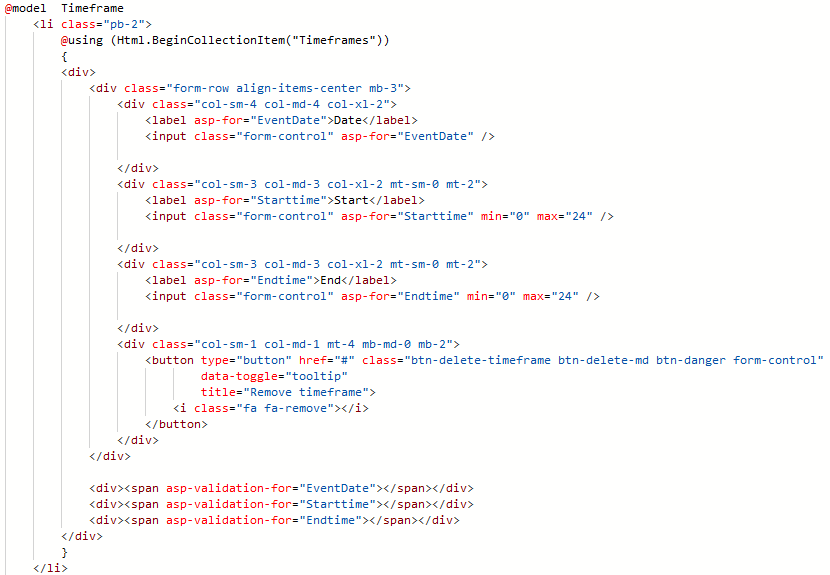 @model  Timeframe
    <li class="pb-2">
        @using (Html.BeginCollectionItem("Timeframes"))
        {
        <div>
            <div class="form-row align-items-center mb-3">
                <div class="col-sm-4 col-md-4 col-xl-2">
                    <label asp-for="EventDate">Date</label>
                    <input class="form-control" asp-for="EventDate" />

                </div>
                <div class="col-sm-3 col-md-3 col-xl-2 mt-sm-0 mt-2">
                    <label asp-for="Starttime">Start</label>
                    <input class="form-control" asp-for="Starttime" min="0" max="24" />

                </div>
                <div class="col-sm-3 col-md-3 col-xl-2 mt-sm-0 mt-2">
                    <label asp-for="Endtime">End</label>
                    <input class="form-control" asp-for="Endtime" min="0" max="24" />

                </div>
                <div class="col-sm-1 col-md-1 mt-4 mb-md-0 mb-2">
                    <button type="button" href="#" class="btn-delete-timeframe btn-delete-md btn-danger form-control"
                            data-toggle="tooltip"
                            title="Remove timeframe">
                        <i class="fa fa-remove"></i>
                    </button>
                </div>
            </div>

            <div><span asp-validation-for="EventDate"></span></div>
            <div><span asp-validation-for="Starttime"></span></div>
            <div><span asp-validation-for="Endtime"></span></div>
        </div>
        }
    </li>